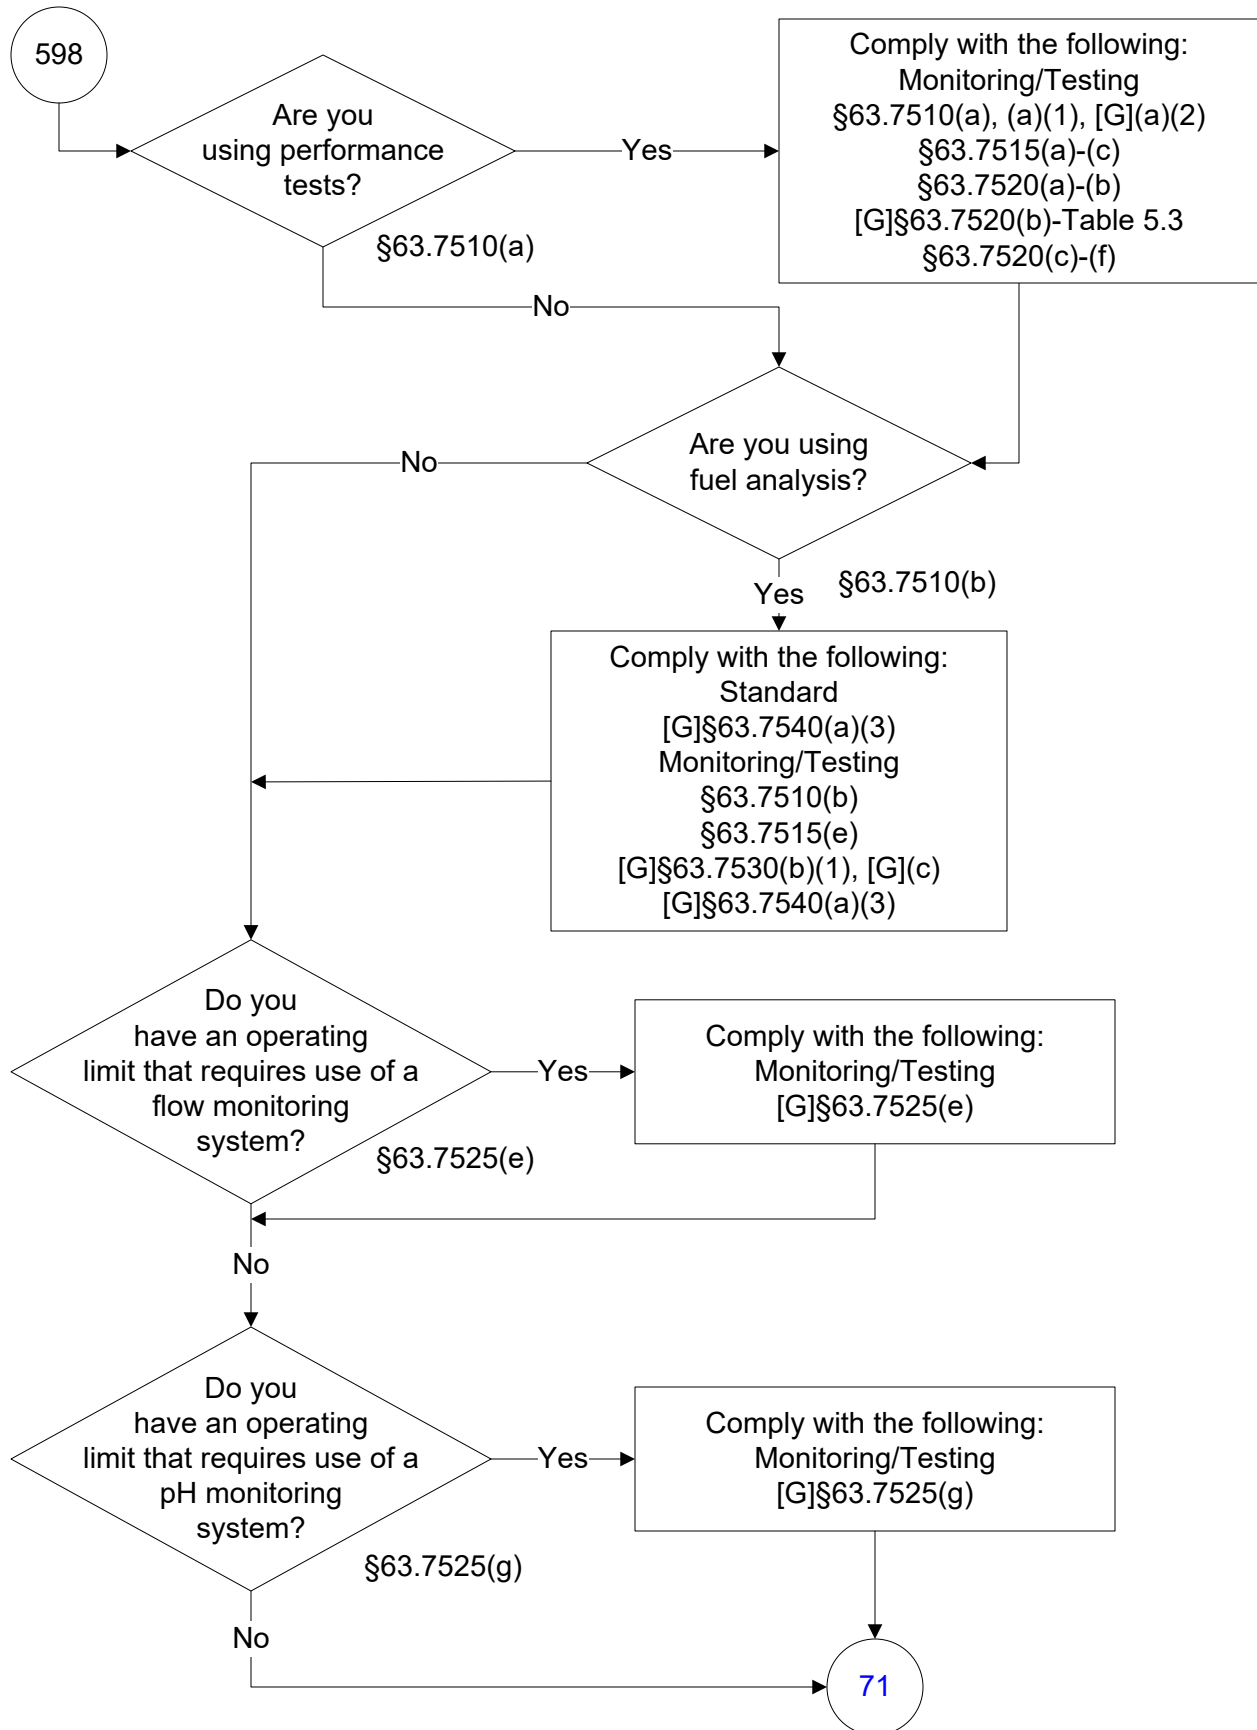 598
Are you
using performance
tests?
§63.7510(a)
Yes
Comply with the following:
Monitoring/Testing
§63.7510(a), (a)(1), [G](a)(2)
§63.7515(a)-(c)
§63.7520(a)-(b)
[G]§63.7520(b)-Table 5.3
§63.7520(c)-(f)
No
Are you using
fuel analysis?
No
§63.7510(b)
Yes
Comply with the following:
Standard
[G]§63.7540(a)(3)
Monitoring/Testing
§63.7510(b)
§63.7515(e)
[G]§63.7530(b)(1), [G](c)
[G]§63.7540(a)(3)
Do you
have an operating
limit that requires use of a
flow monitoring
system?
§63.7525(e)
Yes
Comply with the following:
Monitoring/Testing
[G]§63.7525(e)
No
Do you
have an operating
limit that requires use of a
pH monitoring
system?
§63.7525(g)
Yes
Comply with the following:
Monitoring/Testing
[G]§63.7525(g)
No
71